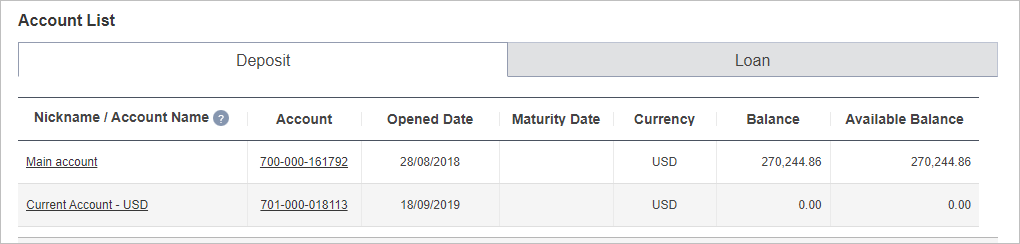 Account List
Deposit Loan
Nickname / Account Name ? Account Opened Date Maturity Date Currency Balance Available Balance
Main account 700-000-161792 28/08/2018 USD 270,244.86 270,244.86
Current Account - USD 701-000-018113 18/09/2019 USD 0.00 0.00